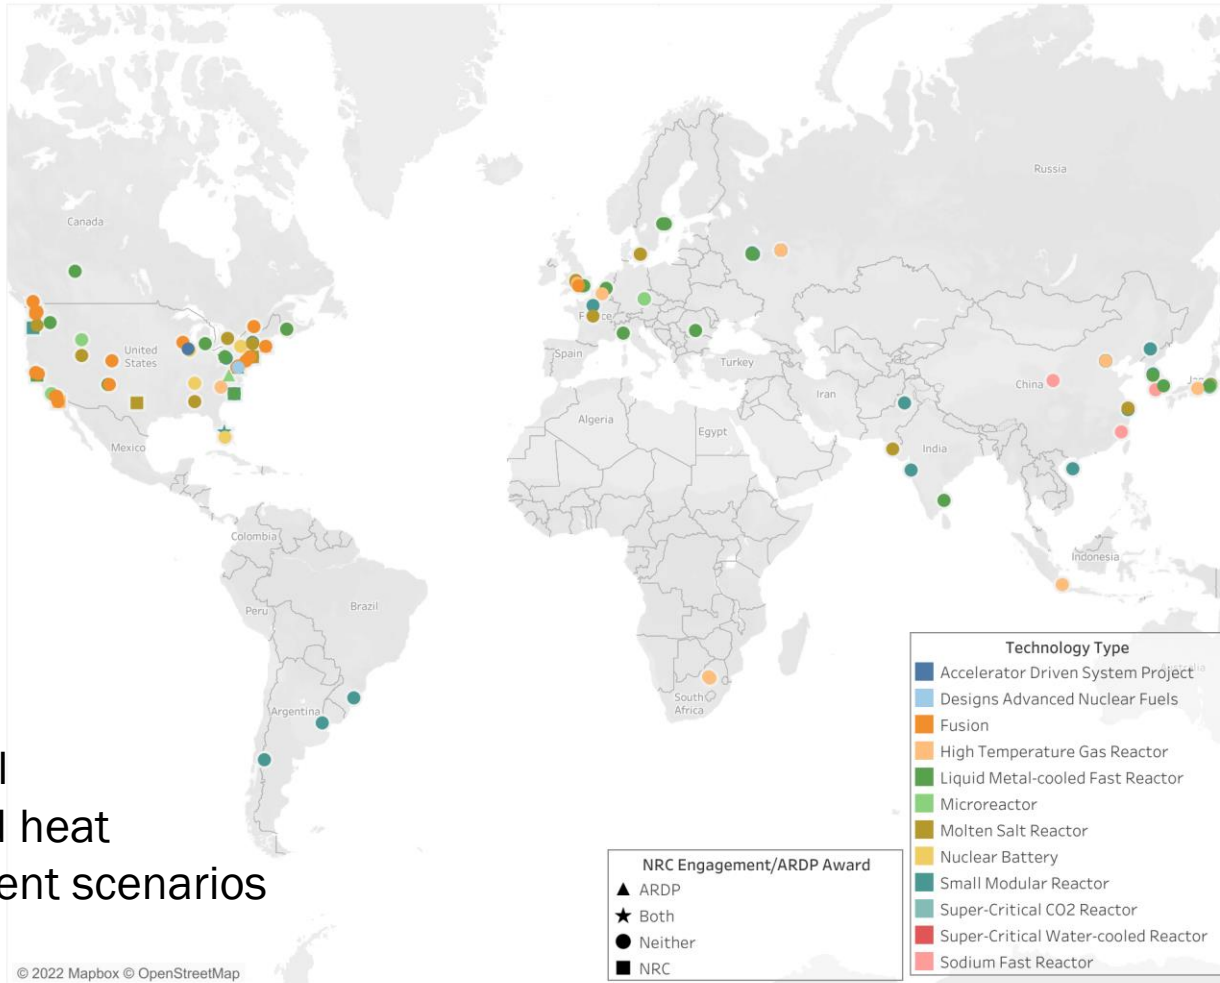 Russia
Canada
United
States
France
Spain
Turkey
China
Iran
Algeria
Egypt
Mexico
India
Colombia
Indonesia
Peru
Brazil
Technology Type
Australia
Accelerator Driven System Project
Designs Advanced Nuclear Fuels
South
Africa
Argentina
Fusion
High Temperature Gas Reactor
Liquid Metal-cooled Fast Reactor
Microreactor
Molten Salt Reactor
Nuclear Battery
Small Modular Reactor
Super-Critical CO2 Reactor
Super-Critical Water-cooled Reactor
Sodium Fast Reactor
l
l heat
ent scenarios
NRC Engagement/ARDP Award
ARDP
Both
Neither
NRC
© 2022 Mapbox © OpenStreetMap